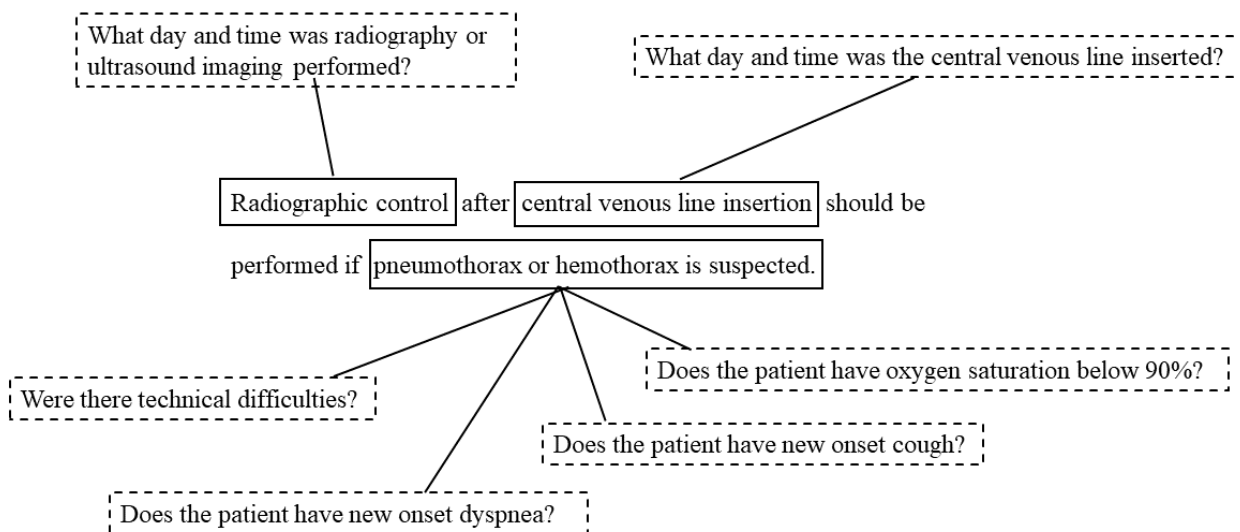 What day and time was radiography or
ultrasound imaging performed?
What day and time was the central venous line inserted?
Radiographic control after central venous line insertion should be
performed if pneumothorax or hemothorax is suspected.
Does the patient have oxygen saturation below 90%?
Were there technical difficulties?
Does the patient have new onset cough?
Does the patient have new onset dyspnea?